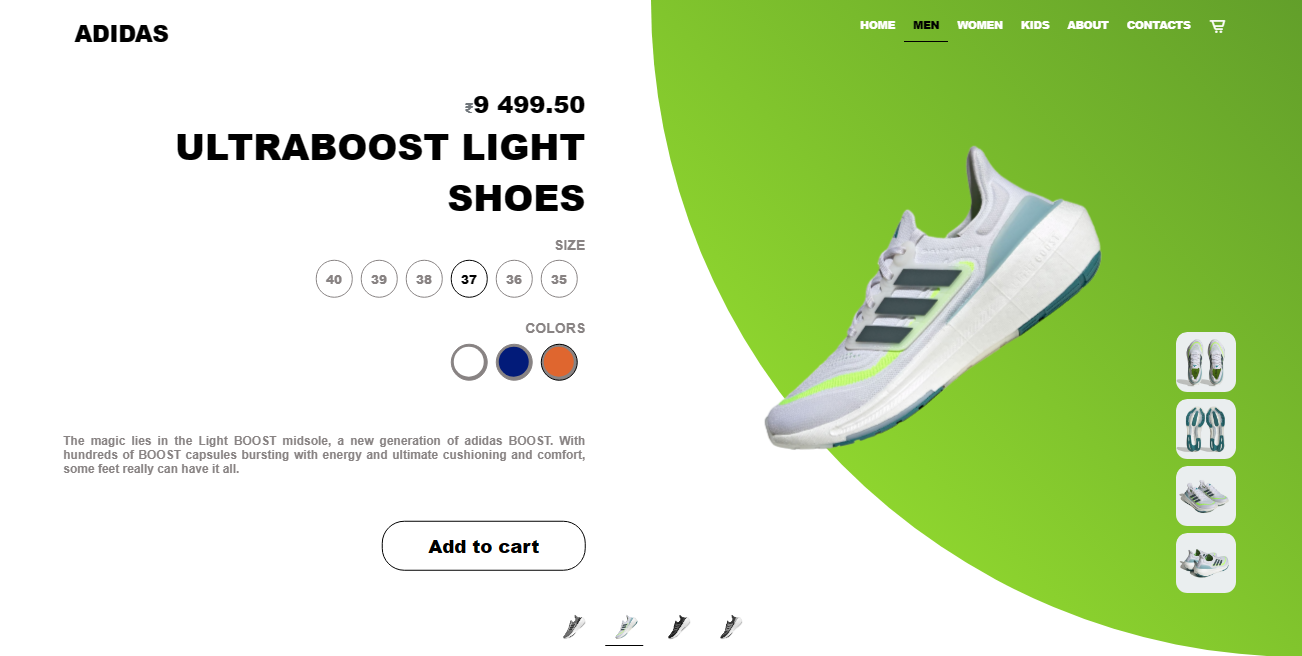 ADIDAS
HOME MEN WOMEN KIDS ABOUT CONTACTS
₹9 499.50
ULTRABOOST LIGHT
SHOES
SIZE
40 39 38 37 36 35
COLORS
The magic lies in the Light BOOST midsole, a new generation of adidas BOOST. With
hundreds of BOOST capsules bursting with energy and ultimate cushioning and comfort,
some feet really can have it all.
Add to cart